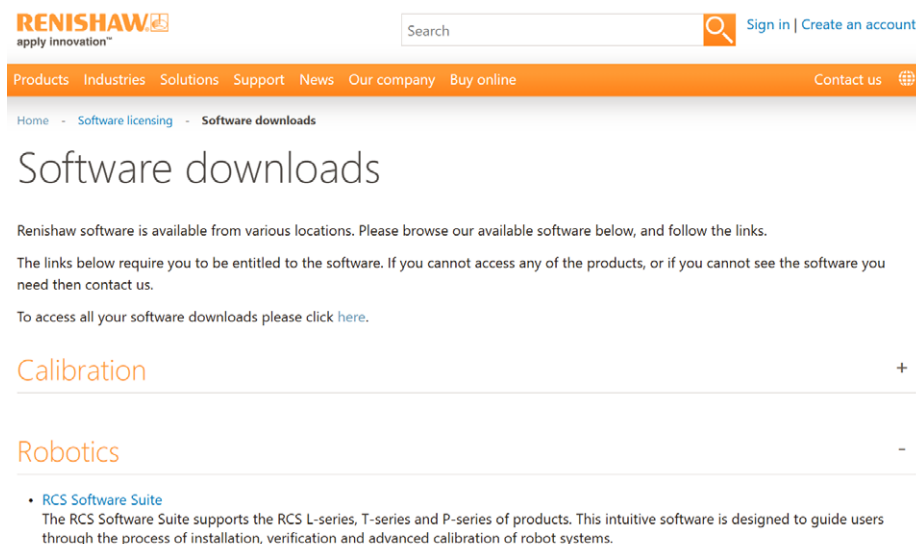 RENISHAW.
apply innovation™
Search
Sign in | Create an account
Products Industries Solutions Support News Our company Buy online Contact us
Home - Software licensing - Software downloads
Software downloads
Renishaw software is available from various locations. Please browse our available software below, and follow the links.
The links below require you to be entitled to the software. If you cannot access any of the products, or if you cannot see the software you
need then contact us.
To access all your software downloads please click here.
Calibration +
Robotics -
• RCS Software Suite
The RCS Software Suite supports the RCS L-series, T-series and P-series of products. This intuitive software is designed to guide users
through the process of installation, verification and advanced calibration of robot systems.